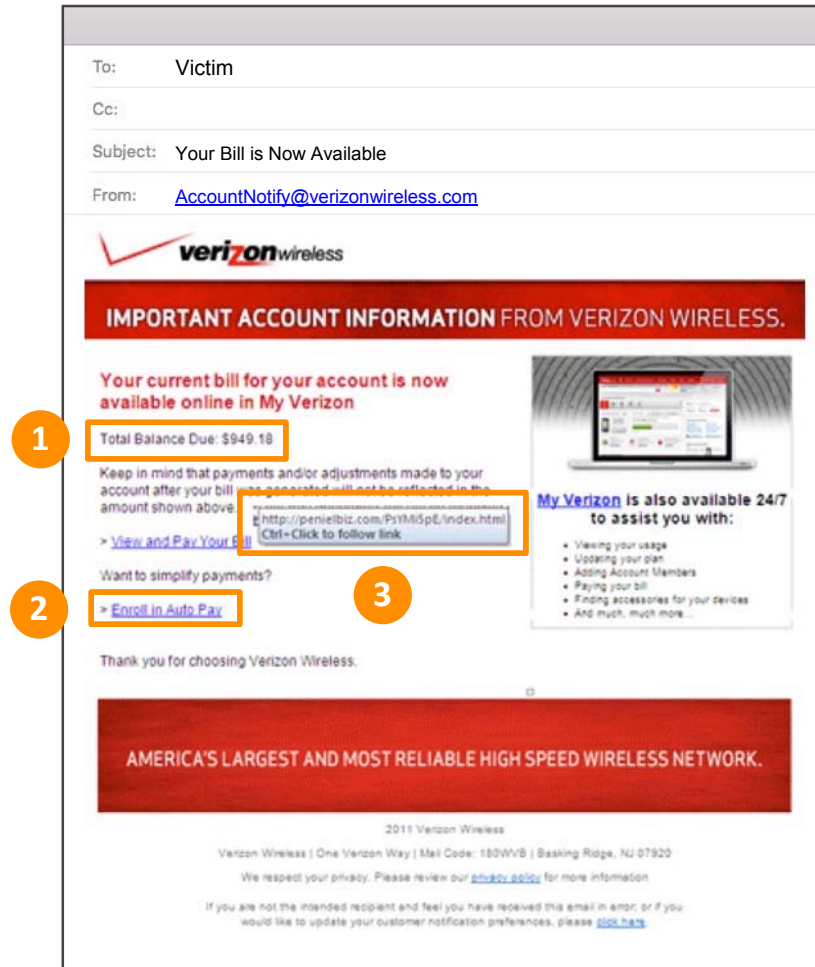 To: Victim
Cc:
Subject: Your Bill is Now Available
From: AccountNotify@verizonwireless.com
verizonwireless
IMPORTANT ACCOUNT INFORMATION FROM VERIZON WIRELESS.
Your current bill for your account is now
available online in My Verizon
1
Total Balance Due: $949.18
Keep in mind that payments and/or adjustments made to your
account after your bill was generated will not be reflected in the
amount shown above.
http://penielbiz.com/PsYMi5pE/index.html
Ctrl+Click to follow link
> View and Pay Your Bill
Want to simplify payments?
3
2
> Enroll in Auto Pay
Thank you for choosing Verizon Wireless.
My Verizon is also available 24/7
to assist you with:
• Viewing your usage
• Updating your plan
• Adding Account Members
• Paying your bill
• Finding accessories for your devices
• And much, much more...
AMERICA'S LARGEST AND MOST RELIABLE HIGH SPEED WIRELESS NETWORK.
2011 Verizon Wireless
Verizon Wireless | One Verizon Way | Mail Code: 180WVB | Basking Ridge, NJ 07920
We respect your privacy. Please review our privacy policy for more information
If you are not the intended recipient and feel you have received this email in error; or if you
would like to update your customer notification preferences, please click here.